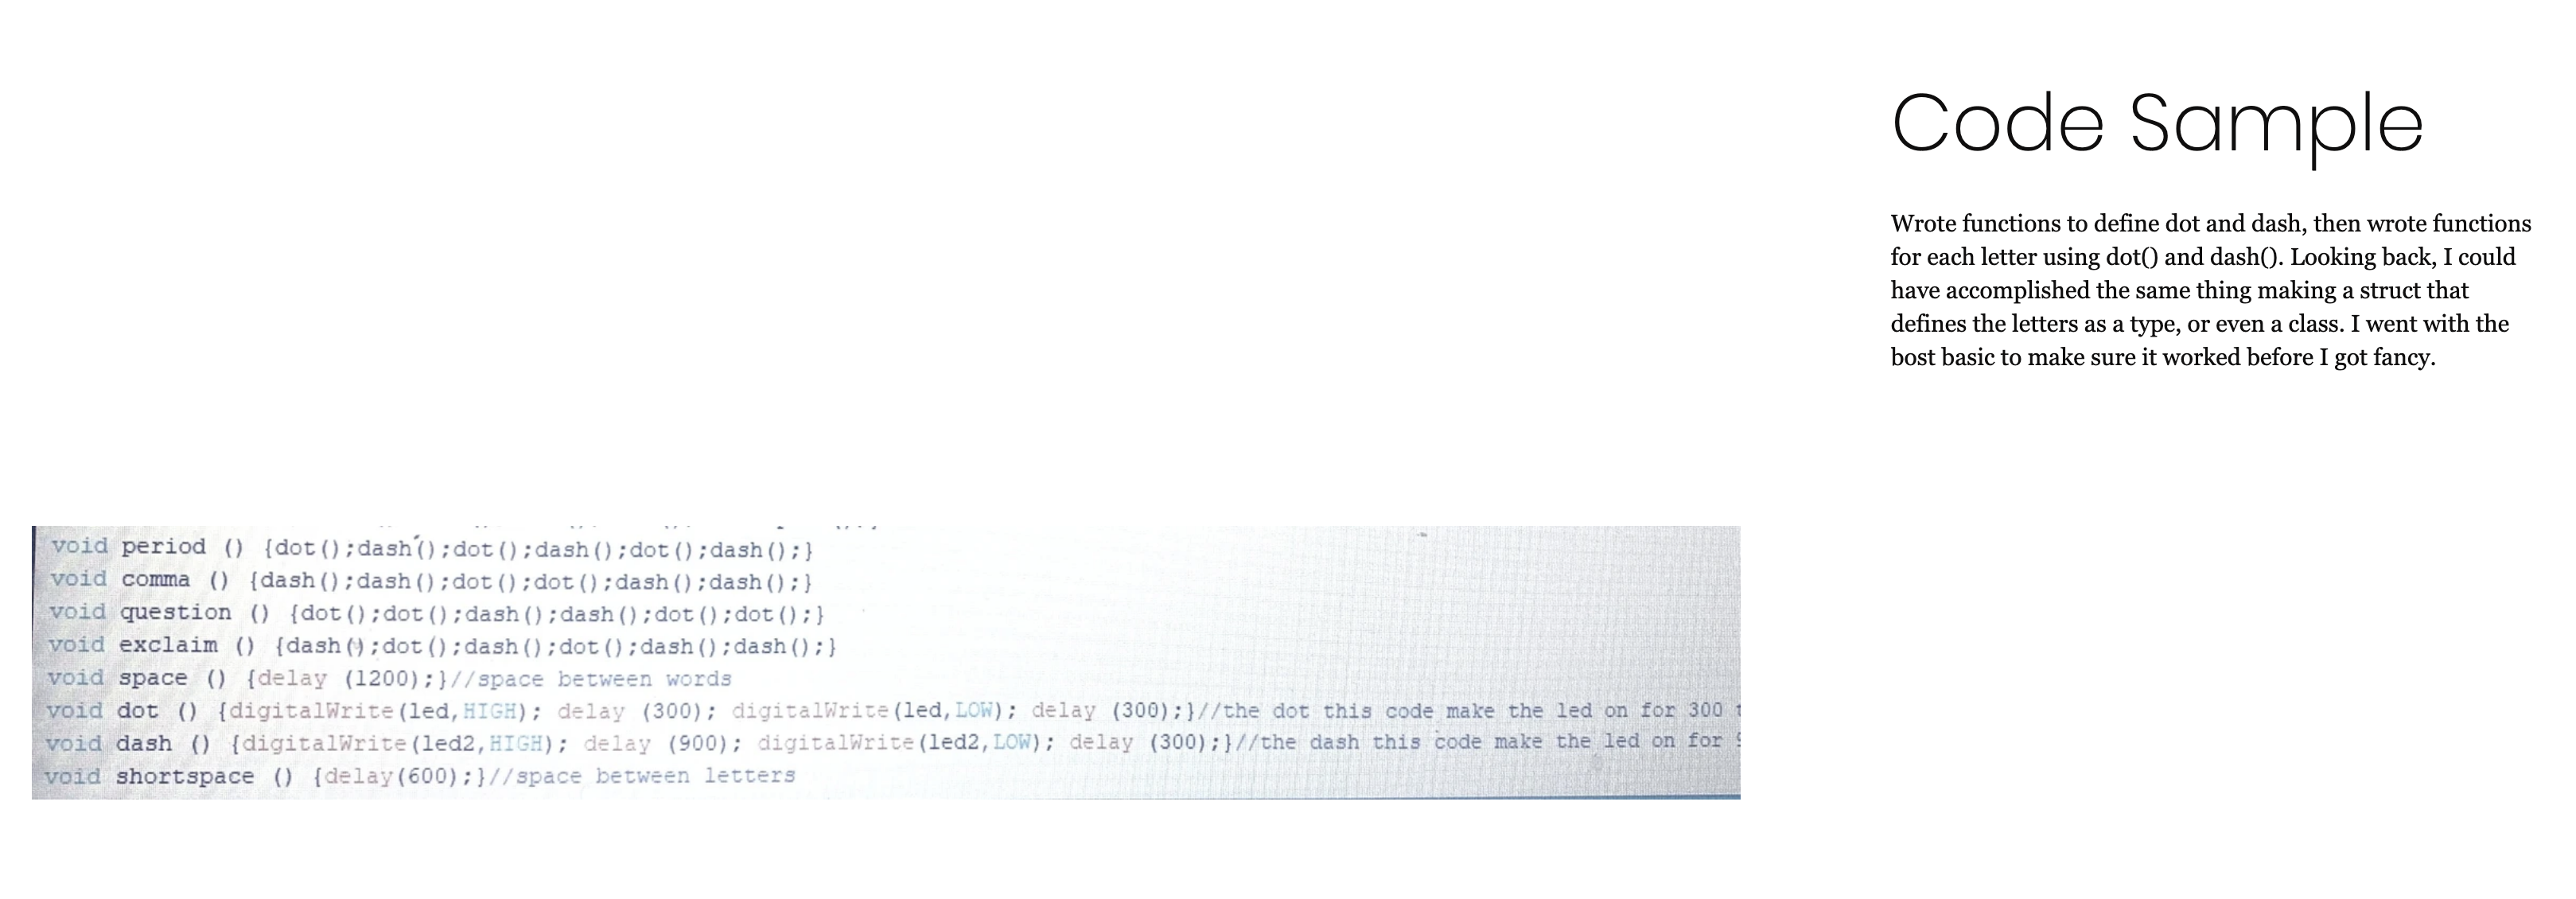 Code Sample
Wrote functions to define dot and dash, then wrote functions
for each letter using dot() and dash(). Looking back, I could
have accomplished the same thing making a struct that
defines the letters as a type, or even a class. I went with the
bost basic to make sure it worked before I got fancy.
void period () {dot();dash();dot();dash();dot();dash();}
void comma () {dash();dash();dot();dot();dash();dash();}
void question () {dot();dot();dash();dash();dot();dot();}
void exclaim () {dash();dot();dash();dot();dash();dash();}
void space () {delay (1200);}//space between words
void dot () {digitalWrite(led,HIGH); delay (300); digitalWrite(led,LOW); delay (300);}//the dot this code make the led on for 300
void dash () {digitalWrite(led2,HIGH); delay (900); digitalWrite(led2,LOW); delay (300);}//the dash this code make the led on for
void shortspace () {delay(600);}//space between letters